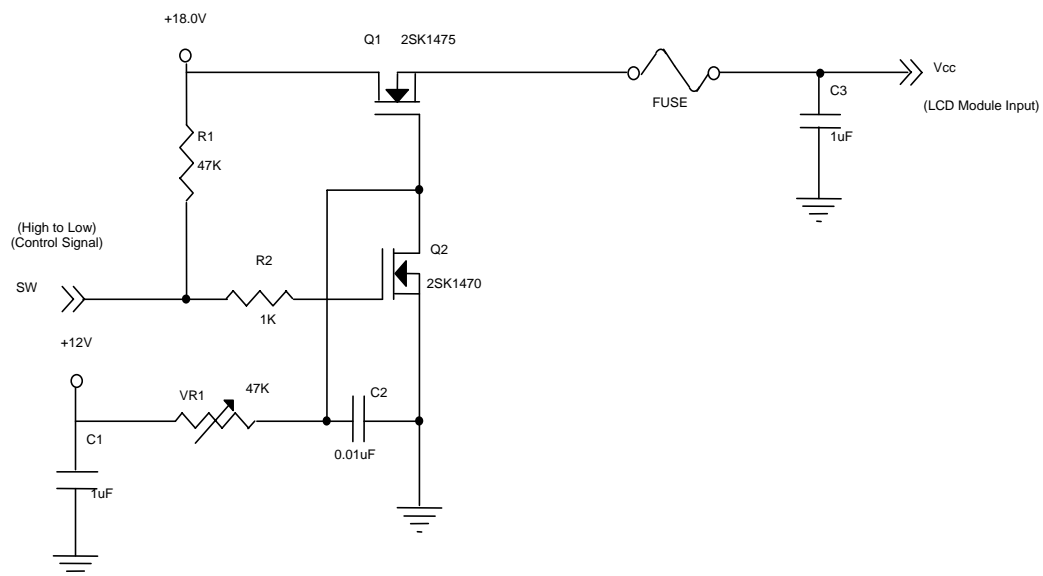 +18.0V
Q1 2SK1475
Vcc
FUSE
C3
(LCD Module Input)
R1
1uF
47K
(High to Low)
(Control Signal)
R2
Q2
SW
2SK1470
1K
+12V
VR1
47K
C2
C1
0.01uF
1uF